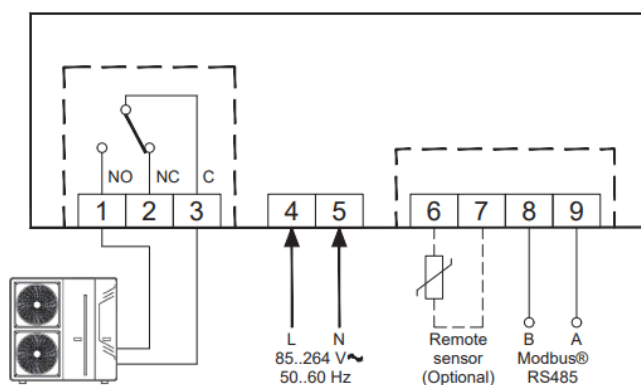 NO NC C
1 2 3 4 5 6 7 8 9
L N
85..264 V~
50..60 Hz
Remote
sensor
(Optional)
B A
Modbus®
RS485